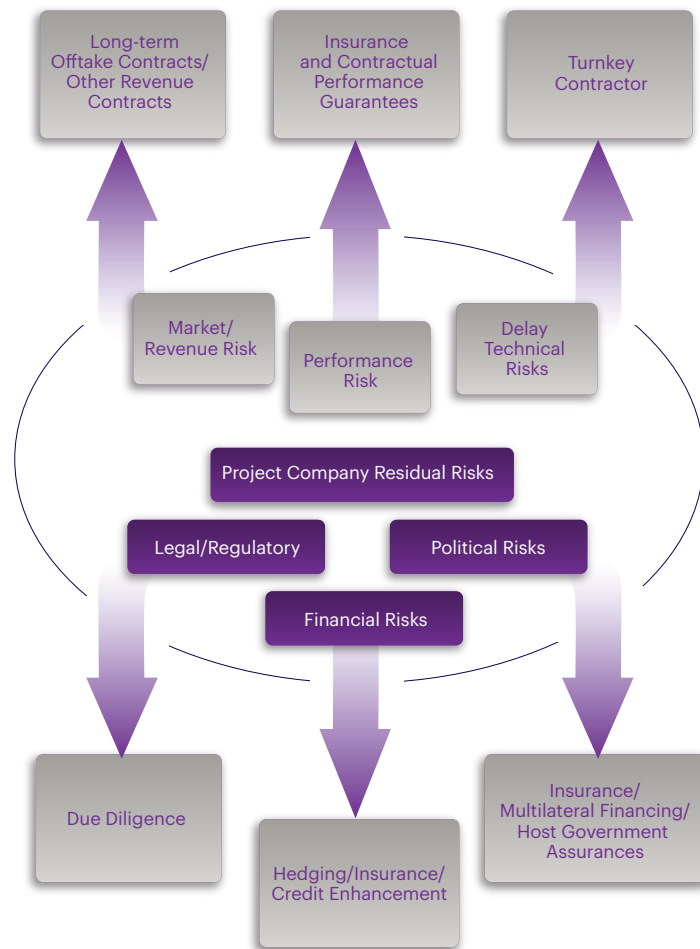 Long-term
Offtake Contracts/
Other Revenue
Contracts
Insurance
and Contractual
Performance
Guarantees
Turnkey
Contractor
Market/
Revenue Risk
Performance
Risk
Delay
Technical
Risks
Project Company Residual Risks
Legal/Regulatory
Political Risks
Financial Risks
Due Diligence
Hedging/Insurance/
Credit Enhancement
Insurance/
Multilateral Financing/
Host Government
Assurances